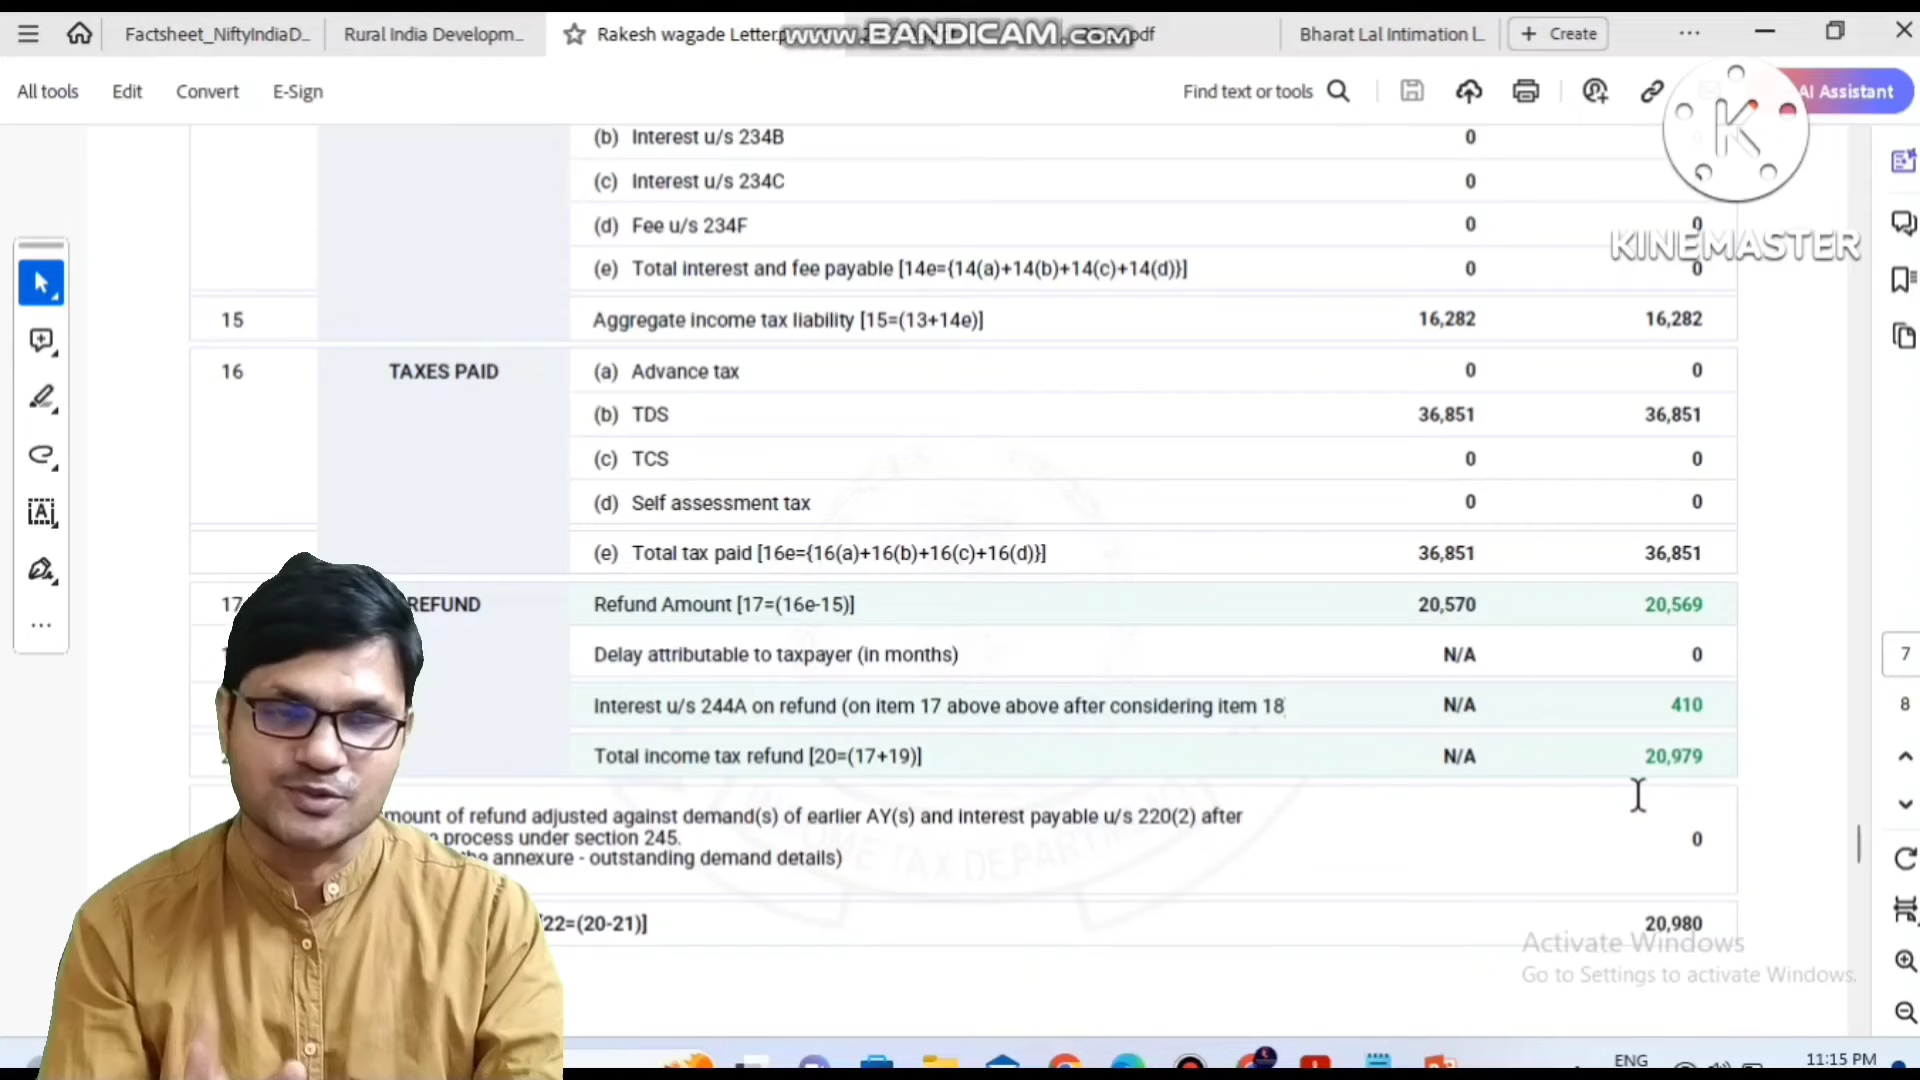 Factsheet_NiftyIndiaD...
Rural India Developm...
Rakesh wagade Letter
www.BANDICAM.com
pdf
Bharat Lal Intimation L
+ Create
All tools
Edit
Convert
E-Sign
Find text or tools
AI Assistant
KINEMASTER
(b) Interest u/s 234B 0
(c) Interest u/s 234C 0
(d) Fee u/s 234F 0 0
(e) Total interest and fee payable [14e={14(a)+14(b)+14(c)+14(d)}] 0 0
15 Aggregate income tax liability [15=(13+14e)] 16,282 16,282
16 TAXES PAID (a) Advance tax 0 0
(b) TDS 36,851 36,851
(c) TCS 0 0
(d) Self assessment tax 0 0
(e) Total tax paid [16e={16(a)+16(b)+16(c)+16(d)}] 36,851 36,851
17 REFUND Refund Amount [17=(16e-15)] 20,570 20,569
Delay attributable to taxpayer (in months) N/A 0
Interest u/s 244A on refund (on item 17 above above after considering item 18 N/A 410
Total income tax refund [20=(17+19)] N/A 20,979
mount of refund adjusted against demand(s) of earlier AY(s) and interest payable u/s 220(2) after
process under section 245. 0
annexure - outstanding demand details)
22=(20-21)] 20,980
INCOME TAX DEPARTMENT
7
8
Activate Windows
Go to Settings to activate Windows.
ENG
11:15 PM